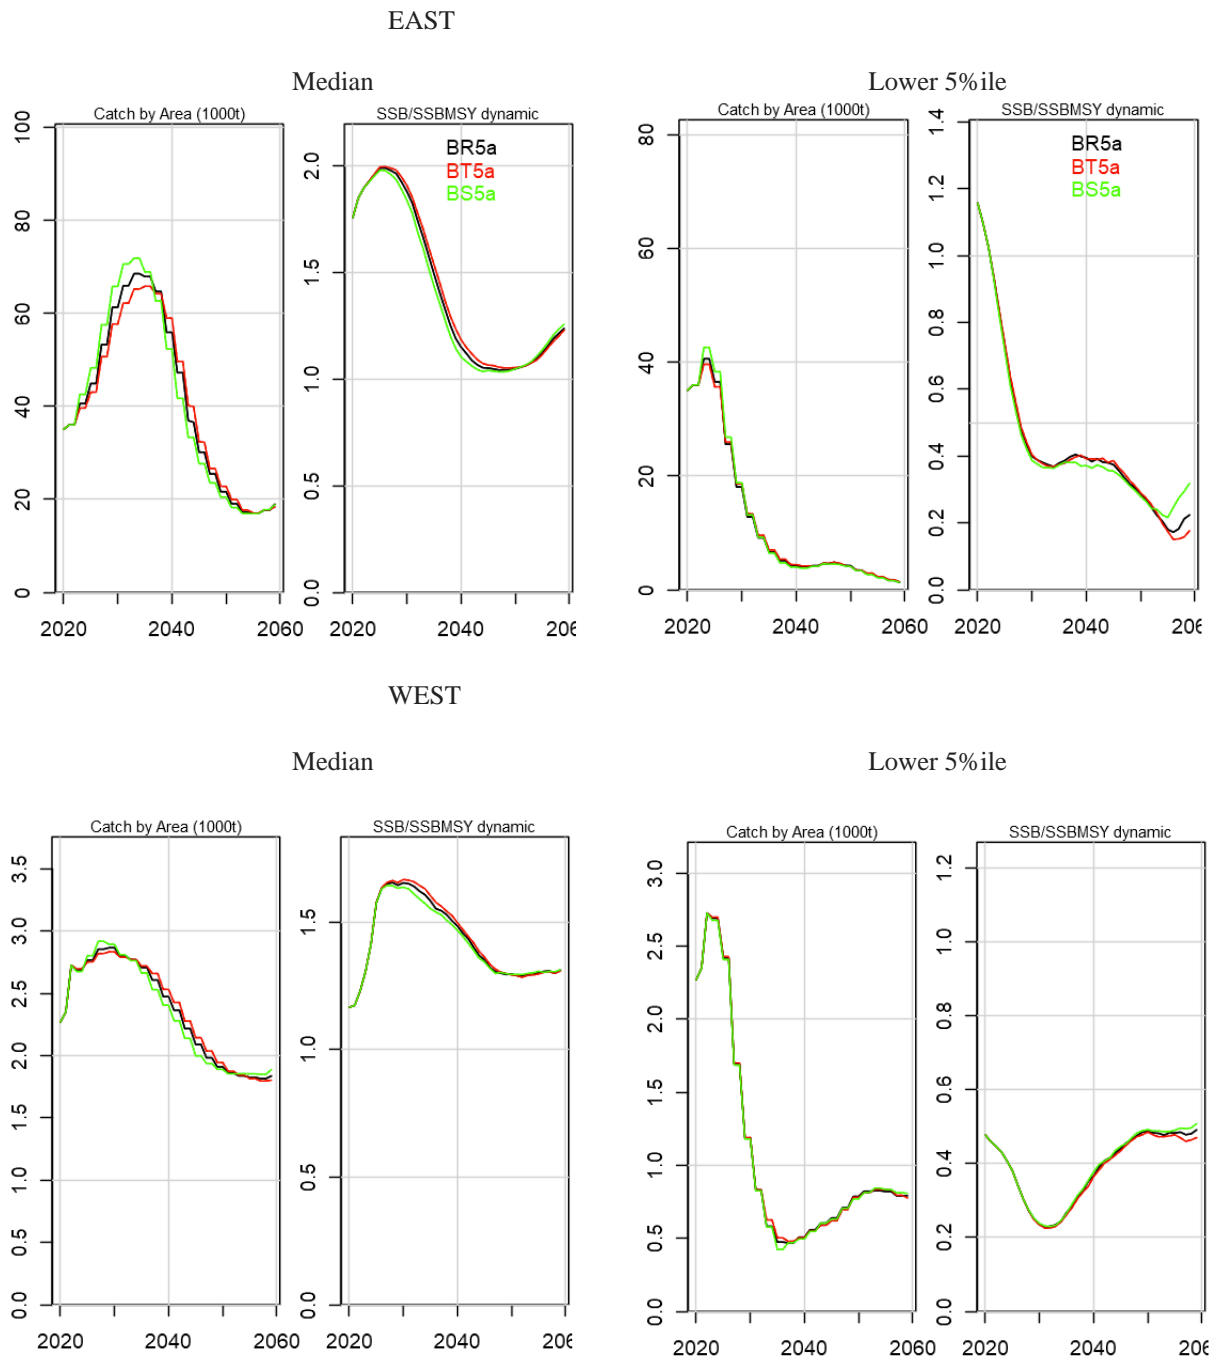 EAST
Median Lower 5%ile
Catch by Area (1000t) SSB/SSBMSY dynamic Catch by Area (1000t) SSB/SSBMSY dynamic
BR5a
BT5a
BS5a
BR5a
BT5a
BS5a
0 20 40 60 80 100
0.0 0.5 1.0 1.5 2.0
0 20 40 60 80
0.0 0.2 0.4 0.6 0.8 1.0 1.2 1.4
2020 2040 2060 2020 2040 206 2020 2040 2060 2020 2040 206
WEST
Median Lower 5%ile
Catch by Area (1000t) SSB/SSBMSY dynamic Catch by Area (1000t) SSB/SSBMSY dynamic
0.0 0.5 1.0 1.5 2.0 2.5 3.0 3.5
0.0 0.5 1.0 1.5
0.0 0.5 1.0 1.5 2.0 2.5 3.0
0.0 0.2 0.4 0.6 0.8 1.0 1.2
2020 2040 2060 2020 2040 206 2020 2040 2060 2020 2040 206